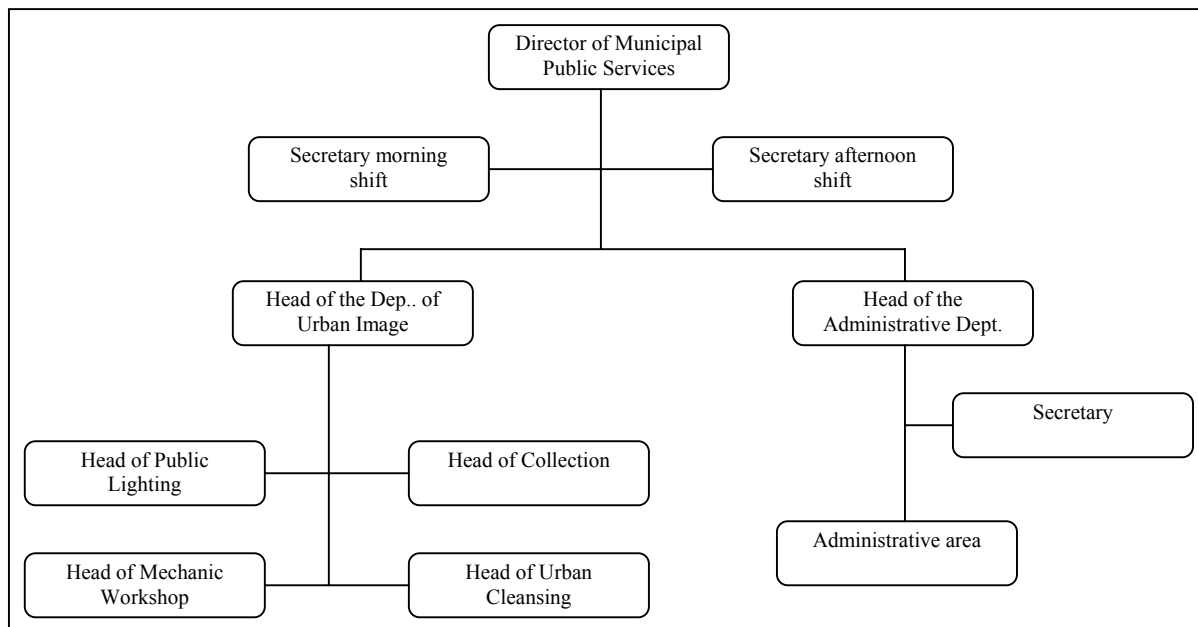 Director of Municipal
Public Services
Secretary morning
shift
Secretary afternoon
shift
Head of the Dep.. of
Urban Image
Head of the
Administrative Dept.
Secretary
Head of Public
Lighting
Head of Collection
Administrative area
Head of Mechanic
Workshop
Head of Urban
Cleansing